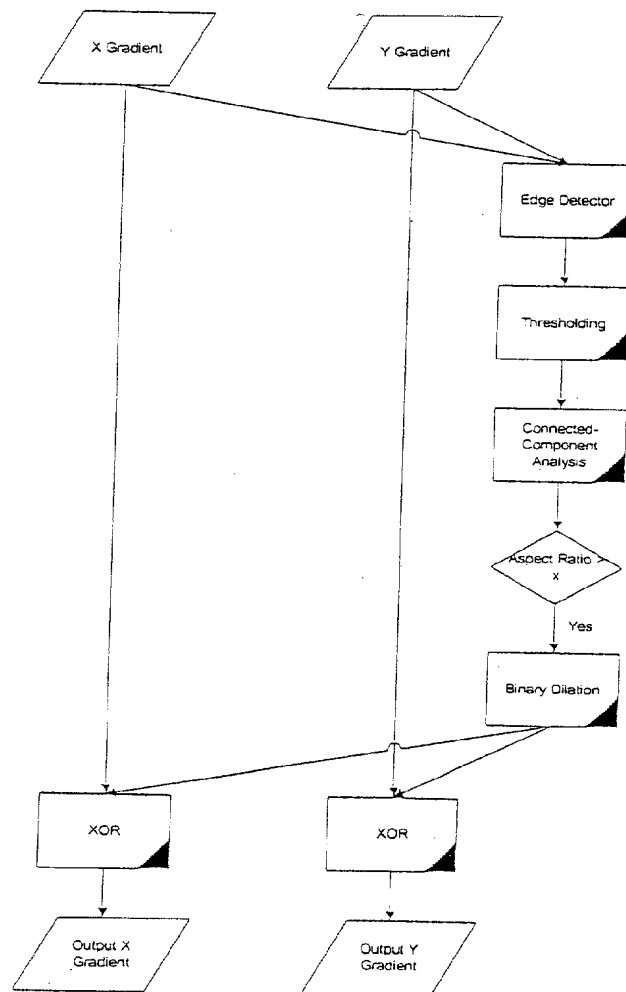 X Gradient
Y Gradient
Edge Detector
Thresholding
Connected-
Component
Analysis
Aspect Ratio >
x
Yes
Binary Dilation
XOR
XOR
Output X
Gradient
Output Y
Gradient